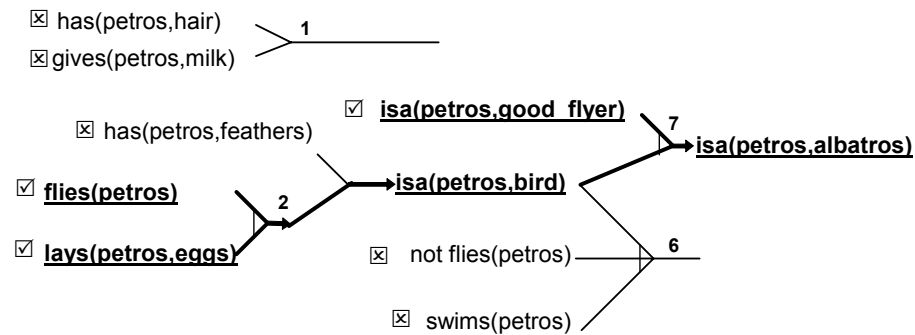 has(petros,hair)
1
gives(petros,milk)
isa(petros,good_flyer)
7
has(petros,feathers)
isa(petros,albatros)
flies(petros)
2
isa(petros,bird)
lays(petros,eggs)
not flies(petros)
6
swims(petros)